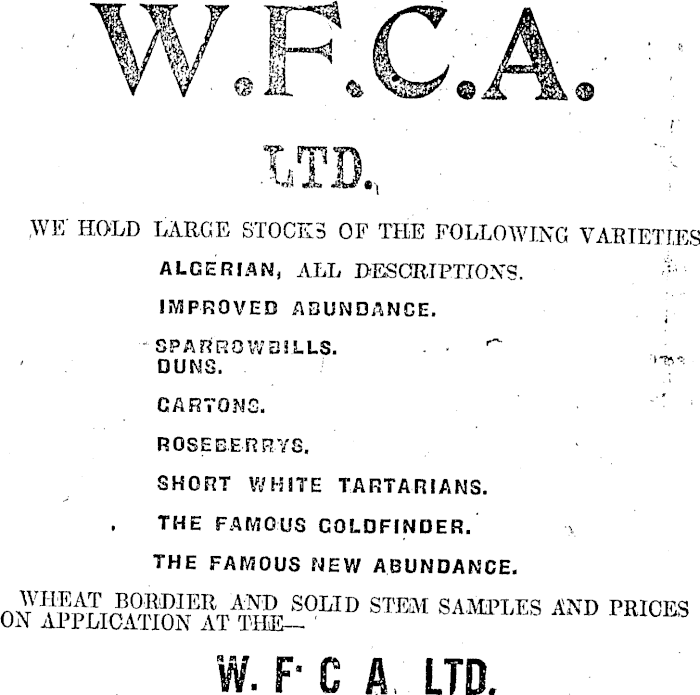 W.F.C.A.
LTD.
WE HOLD LARGE STOCKS OF THE FOLLOWING VARIETIES
ALGERIAN, ALL DESCRIPTIONS.
IMPROVED ABUNDANCE.
SPARROWBILLS.
DUNS.
CARTONS.
ROSEBERRYS.
SHORT WHITE TARTARIANS.
THE FAMOUS GOLDFINDER.
THE FAMOUS NEW ABUNDANCE.
WHEAT BORDIER AND SOLID STEM SAMPLES AND PRICES
ON APPLICATION AT THE—
W. F. C A. LTD.